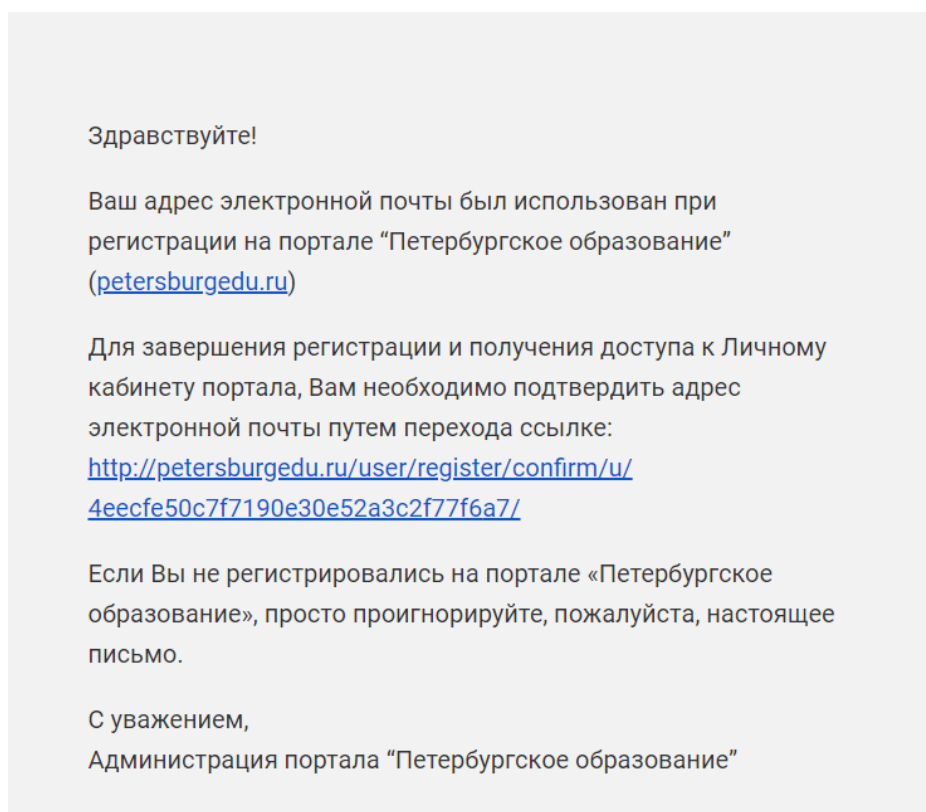 Здравствуйте!
Ваш адрес электронной почты был использован при
регистрации на портале “Петербургское образование”
(petersburgedu.ru)
Для завершения регистрации и получения доступа к Личному
кабинету портала, Вам необходимо подтвердить адрес
электронной почты путем перехода ссылке:
http://petersburgedu.ru/user/register/confirm/u/
4eecfe50c7f7190e30e52a3c2f77f6a7/
Если Вы не регистрировались на портале «Петербургское
образование», просто проигнорируйте, пожалуйста, настоящее
письмо.
С уважением,
Администрация портала “Петербургское образование”